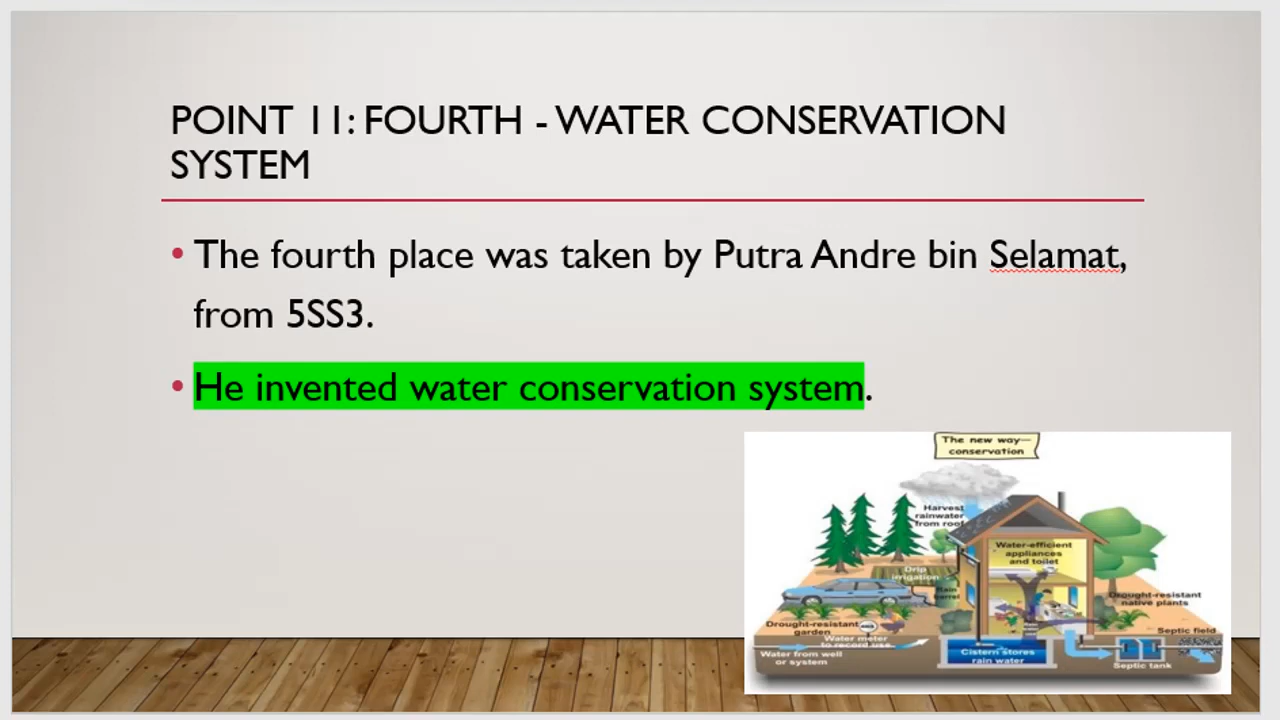 POINT 11: FOURTH - WATER CONSERVATION
SYSTEM
• The fourth place was taken by Putra Andre bin Selamat,
from 5SS3.
• He invented water conservation system.
The new way—
conservation
Harvest
rainwater
from roof
Water-efficient
appliances
and toilet
Drip
irrigation
Rain
barrel
Drought-resistant
native plants
Drought-resistant
garden
Water meter
to record use
Septic field
Water from well
or system
Cistern stores
rain water
Septic tank